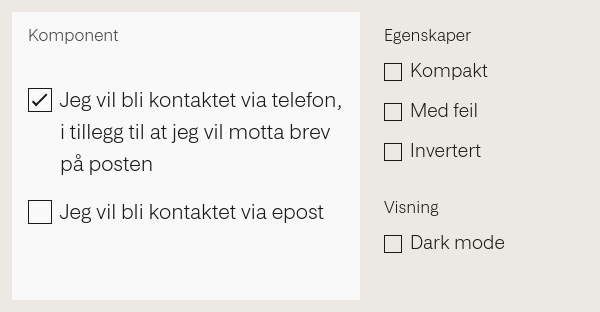 Komponent
Jeg vil bli kontaktet via telefon,
i tillegg til at jeg vil motta brev
på posten
Jeg vil bli kontaktet via epost
Egenskaper
Kompakt
Med feil
Invertert
Visning
Dark mode